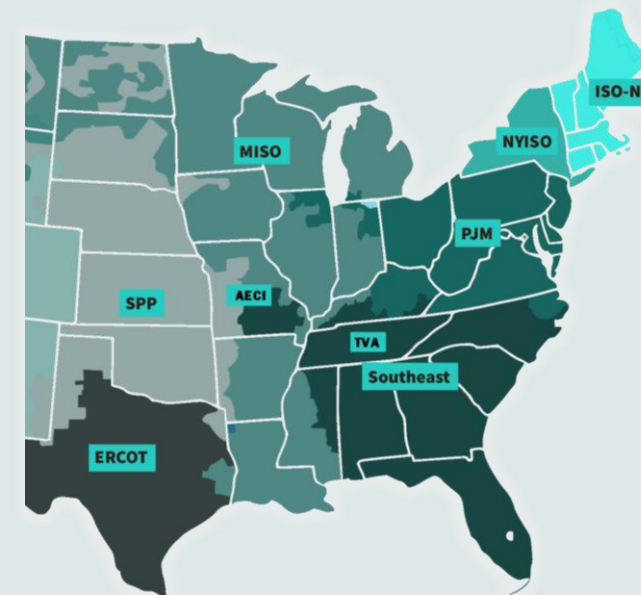 ISO-N
NYISO
MISO
PJM
AECI
SPP
TVA
Southeast
ERCOT